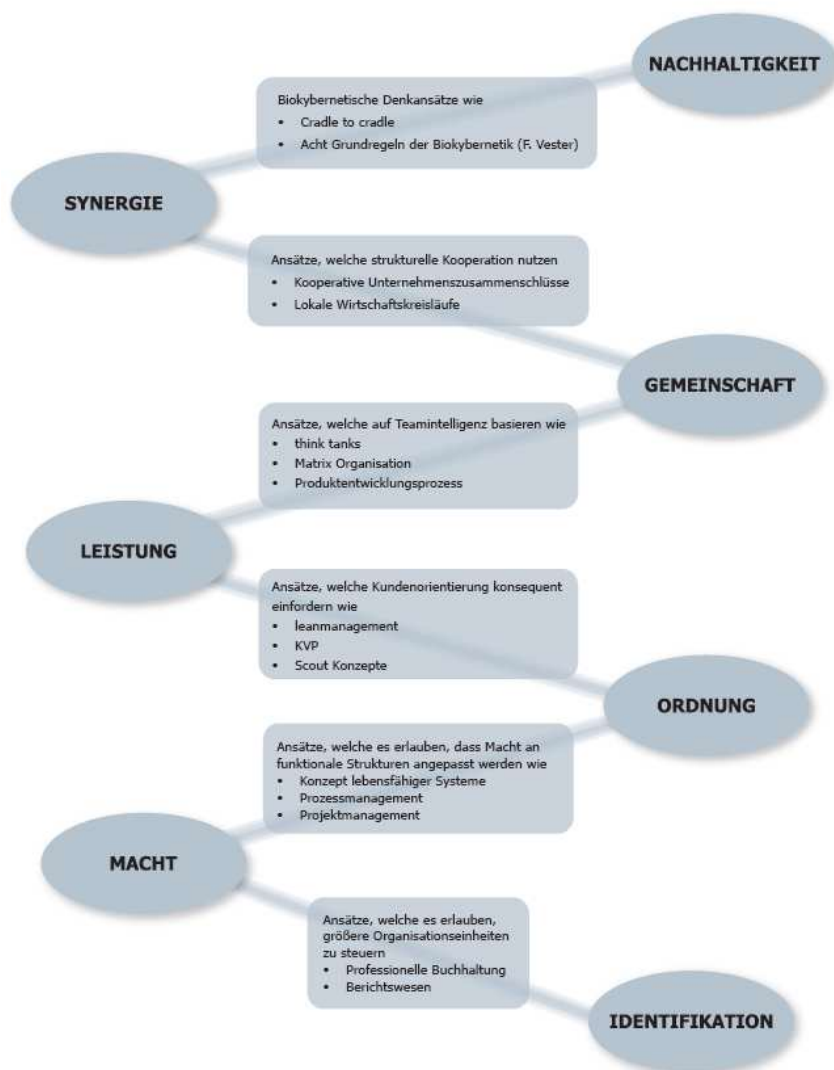 NACHHALTIGKEIT
Biokybernetische Denkansätze wie
• Cradle to cradle
• Acht Grundregeln der Biokybernetik (F. Vester)
SYNERGIE
Ansätze, welche strukturelle Kooperation nutzen
• Kooperative Unternehmenszusammenschlüsse
• Lokale Wirtschaftskreisläufe
GEMEINSCHAFT
Ansätze, welche auf Teamintelligenz basieren wie
• think tanks
• Matrix Organisation
• Produktentwicklungsprozess
LEISTUNG
Ansätze, welche Kundenorientierung konsequent
einfordern wie
• leanmanagement
• KVP
• Scout Konzepte
ORDNUNG
Ansätze, welche es erlauben, dass Macht an
funktionale Strukturen angepasst werden wie
• Konzept lebensfähiger Systeme
• Prozessmanagement
• Projektmanagement
MACHT
Ansätze, welche es erlauben,
größere Organisationseinheiten
zu steuern
• Professionelle Buchhaltung
• Berichtswesen
IDENTIFIKATION